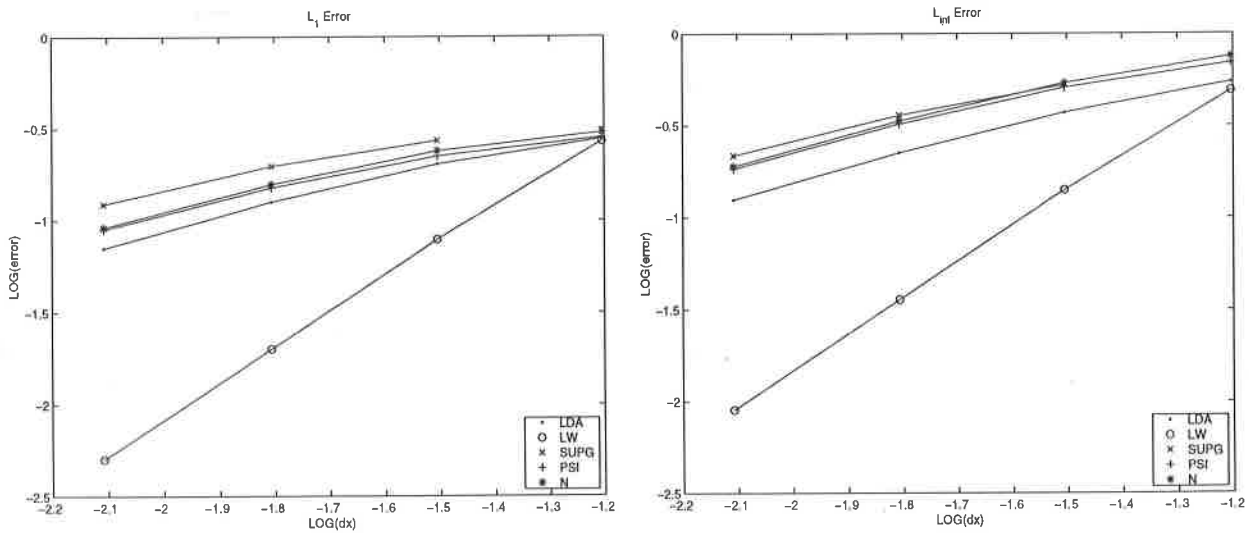 L1 Error
0
-0.5
-1
-1.5
-2
-2.5
LOG(error)
-2.2 -2.1 -2 -1.9 -1.8 -1.7 -1.6 -1.5 -1.4 -1.3 -1.2
LOG(dx)
LDA
LW
SUPG
PSI
N
Linf Error
0
-0.5
-1
-1.5
-2
-2.5
LOG(error)
-2.2 -2.1 -2 -1.9 -1.8 -1.7 -1.6 -1.5 -1.4 -1.3 -1.2
LOG(dx)
LDA
LW
SUPG
PSI
N